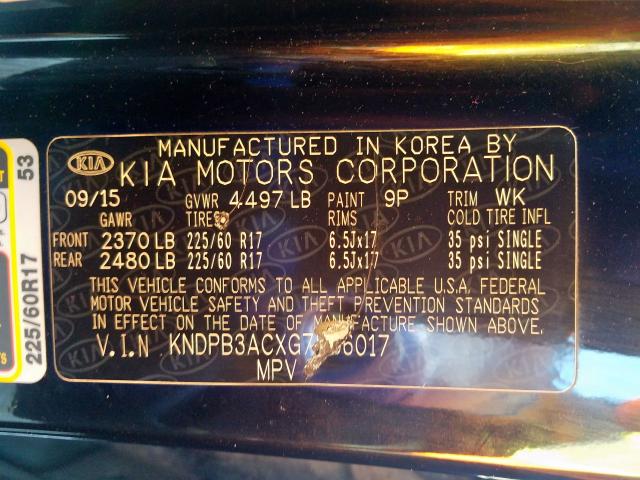 MANUFACTURED IN KOREA BY
KIA KIA MOTORS CORPORATION
09/15 GVWR 4497 LB PAINT 9P TRIM WK
GAWR TIRES RIMS COLD TIRE INFL
FRONT 2370 LB 225/60 R17 6.5Jx17 35 psi SINGLE
REAR 2480 LB 225/60 R17 6.5Jx17 35 psi SINGLE
THIS VEHICLE CONFORMS TO ALL APPLICABLE U.S.A. FEDERAL
MOTOR VEHICLE SAFETY AND THEFT PREVENTION STANDARDS
IN EFFECT ON THE DATE OF MANUFACTURE SHOWN ABOVE.
V.I.N
MPV
53
225/60R17